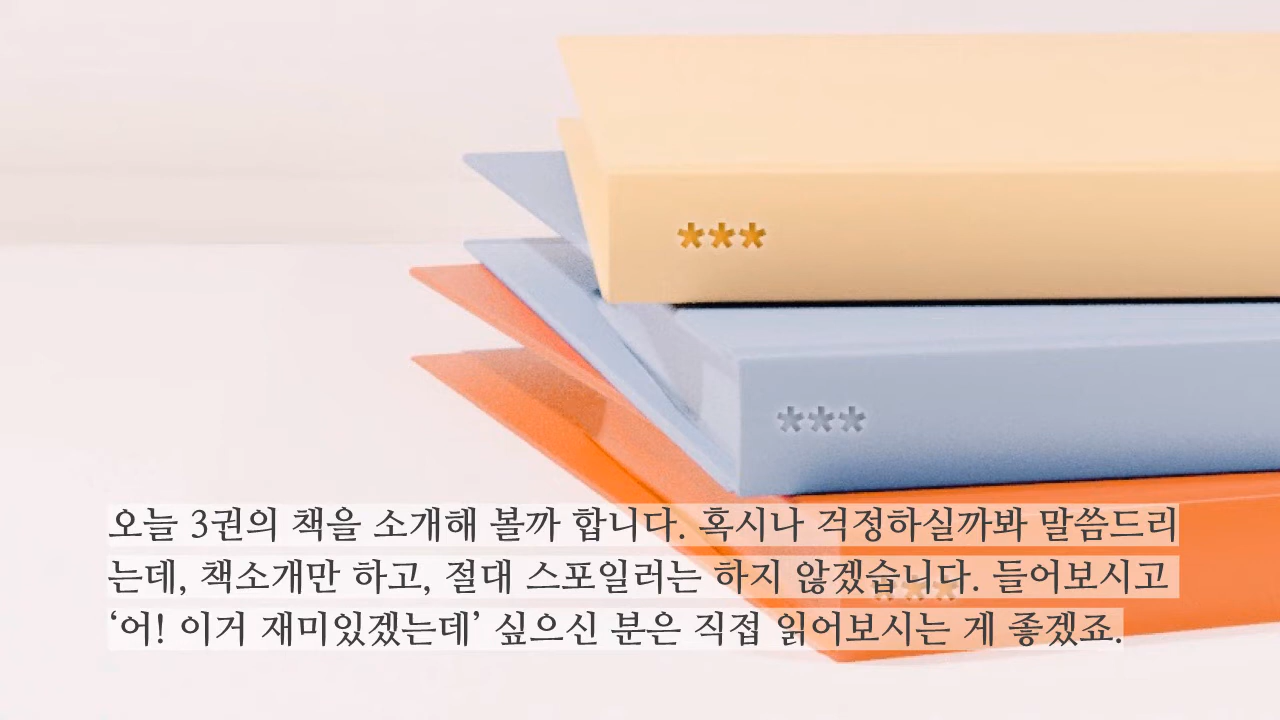 ***
***
***
오늘 3권의 책을 소개해 볼까 합니다. 혹시나 걱정하실까봐 말씀드리
는데, 책소개만 하고, 절대 스포일러는 하지 않겠습니다. 들어보시고
‘어! 이거 재미있겠는데’ 싶으신 분은 직접 읽어보시는 게 좋겠죠.